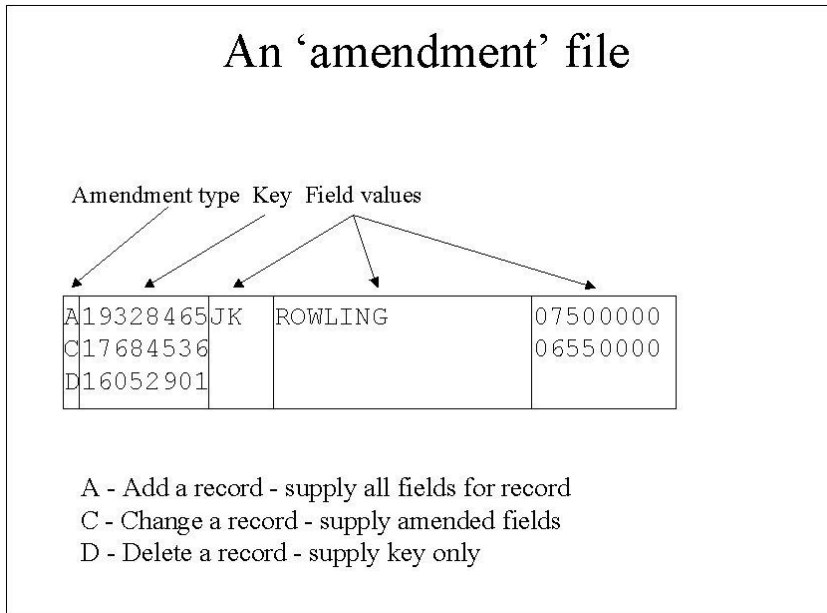 An ‘amendment’ file
Amendment type Key Field values
A19328465JK ROWLING 07500000
C17684536 06550000
D16052901
A - Add a record - supply all fields for record
C - Change a record - supply amended fields
D - Delete a record - supply key only